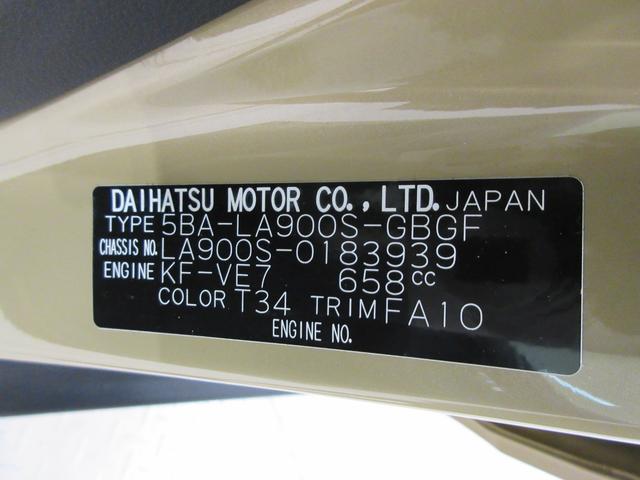 DAIHATSU MOTOR CO., LTD. JAPAN
TYPE 5BA-LA900S-GBGF
CHASSIS NO. LA900S-0183939
ENGINE KF-VE7 658cc
COLOR T34 TRIM FA10
ENGINE NO.